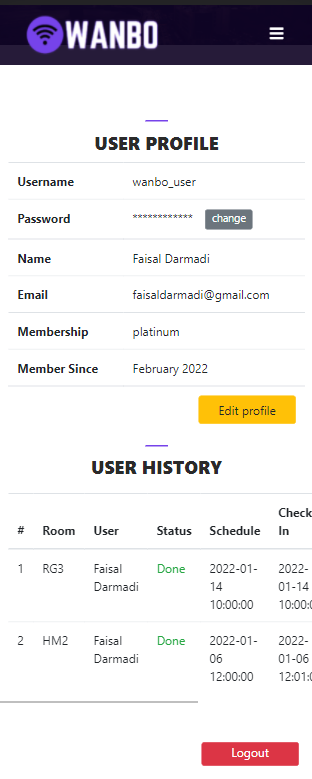 WANBO
USER PROFILE
Username wanbo_user
Password ************ change
Name Faisal Darmadi
Email faisaldarmadi@gmail.com
Membership platinum
Member Since February 2022
Edit profile
USER HISTORY
# Room User Status Schedule Check In
1 RG3 Faisal Darmadi Done 2022-01-14 10:00:00 2022-01-14 10:00:0
2 HM2 Faisal Darmadi Done 2022-01-06 12:00:00 2022-01-06 12:01:0
Logout